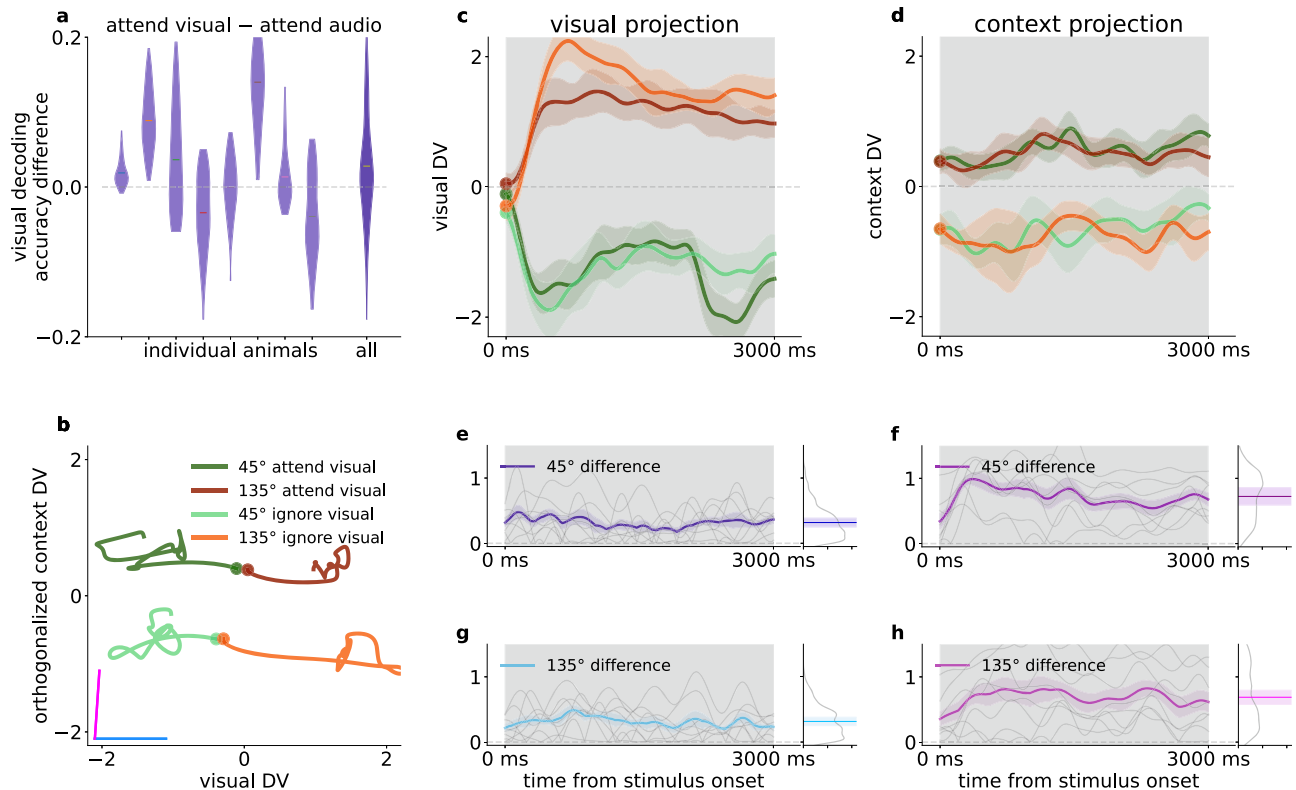 a
attend visual − attend audio
0.2
0.0
−0.2
visual decoding
accuracy difference
individual animals
all
c
visual projection
2
0
−2
visual DV
0 ms
3000 ms
d
context projection
2
0
−2
context DV
0 ms
3000 ms
b
2
0
−2
orthogonalized context DV
45° attend visual
135° attend visual
45° ignore visual
135° ignore visual
−2
0
2
visual DV
e
1
0
45° difference
0 ms
3000 ms
f
1
0
45° difference
0 ms
3000 ms
g
1
0
135° difference
0 ms
3000 ms
time from stimulus onset
h
1
0
135° difference
0 ms
3000 ms
time from stimulus onset